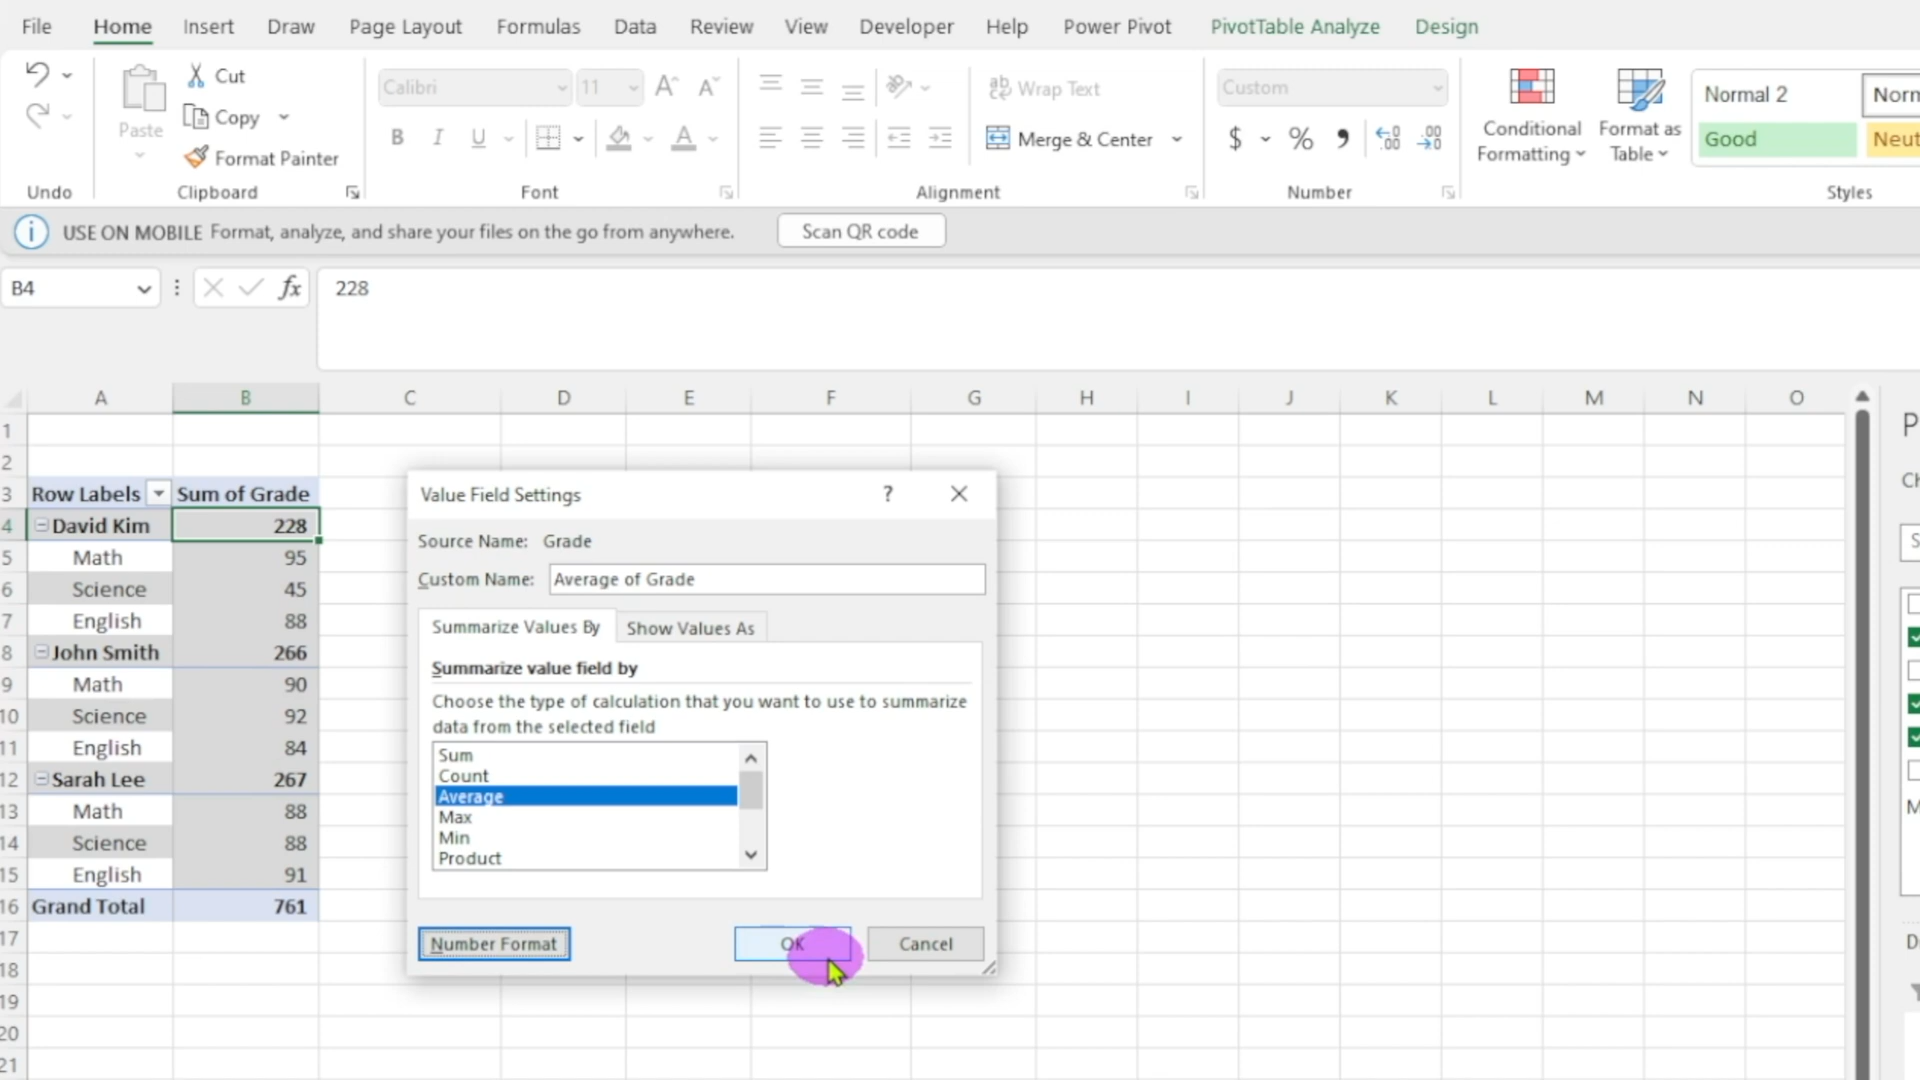 File Home Insert Draw Page Layout Formulas Data Review View Developer Help Power Pivot PivotTable Analyze Design
Cut
Copy
Format Painter
Paste
Undo
Clipboard
Calibri 11
B I U
Font
Wrap Text
Merge & Center
Alignment
Custom
$ % ,
Number
Conditional
Formatting
Format as
Table
Normal 2
Good
Styles
USE ON MOBILE Format, analyze, and share your files on the go from anywhere. Scan QR code
B4 fx 228
A B C D E F G H I J K L M N O
1
2
3 Row Labels Sum of Grade
4 David Kim 228
5 Math 95
6 Science 45
7 English 88
8 John Smith 266
9 Math 90
10 Science 92
11 English 84
12 Sarah Lee 267
13 Math 88
14 Science 88
15 English 91
16 Grand Total 761
17
18
19
20
21
Value Field Settings ?
Source Name: Grade
Custom Name: Average of Grade
Summarize Values By Show Values As
Summarize value field by
Choose the type of calculation that you want to use to summarize
data from the selected field
Sum
Count
Average
Max
Min
Product
Number Format OK Cancel